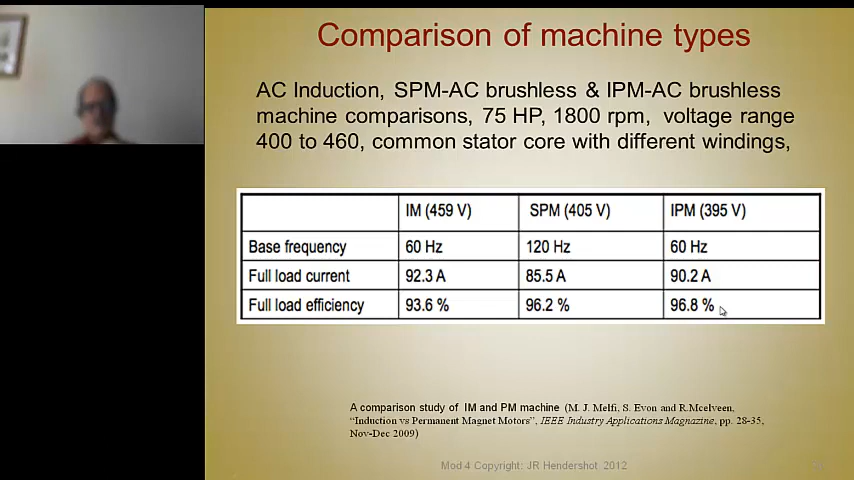 Comparison of machine types
AC Induction, SPM-AC brushless & IPM-AC brushless
machine comparisons, 75 HP, 1800 rpm, voltage range
400 to 460, common stator core with different windings,
IM (459 V) SPM (405 V) IPM (395 V)
Base frequency 60 Hz 120 Hz 60 Hz
Full load current 92.3 A 85.5 A 90.2 A
Full load efficiency 93.6 % 96.2 % 96.8 %
A comparison study of IM and PM machine (M. J. Melfi, S. Evon and R.Mcelveen,
"Induction vs Permanent Magnet Motors", IEEE Industry Applications Magnazine, pp. 28-35,
Nov-Dec 2009)
Mod 4 Copyright: JR Hendershot 2012